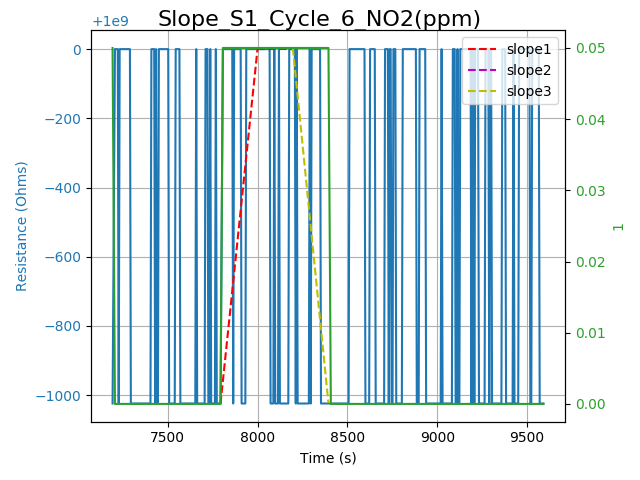 Slope_S1_Cycle_6_NO2(ppm)
+1e9
0
−200
−400
−600
−800
−1000
Resistance (Ohms)
7500
8000
8500
9000
9500
Time (s)
0.05
0.04
0.03
0.02
0.01
0.00
1
slope1
slope2
slope3